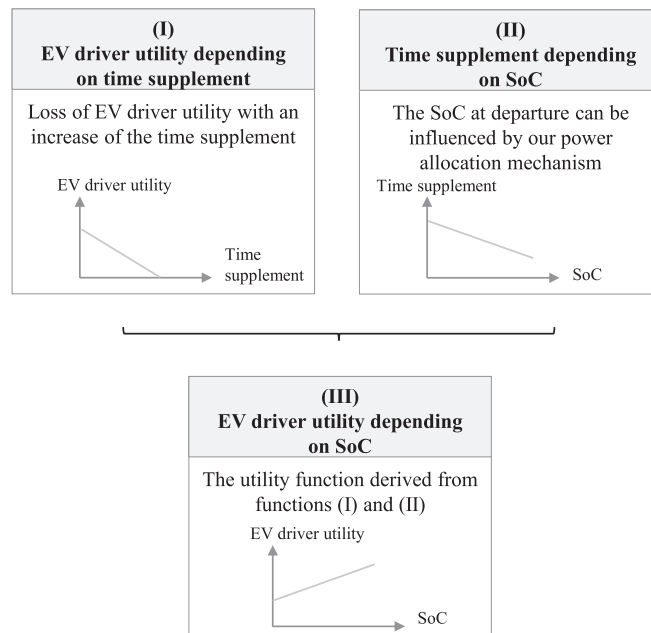 (I)
EV driver utility depending
on time supplement
Loss of EV driver utility with an
increase of the time supplement
EV driver utility
Time
supplement
(II)
Time supplement depending
on SoC
The SoC at departure can be
influenced by our power
allocation mechanism
Time supplement
SoC
(III)
EV driver utility depending
on SoC
The utility function derived from
functions (I) and (II)
EV driver utility
SoC